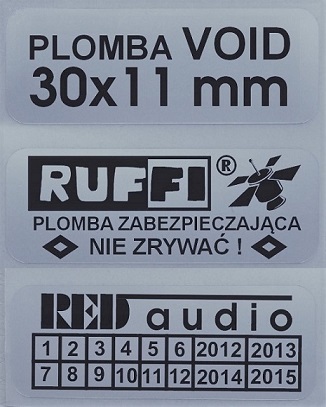 PLOMBA VOID
30x11 mm
RUFFI®
PLOMBA ZABEZPIECZAJĄCA
NIE ZRYWAĆ !
RED audio
1 2 3 4 5 6 2012 2013
7 8 9 10 11 12 2014 2015